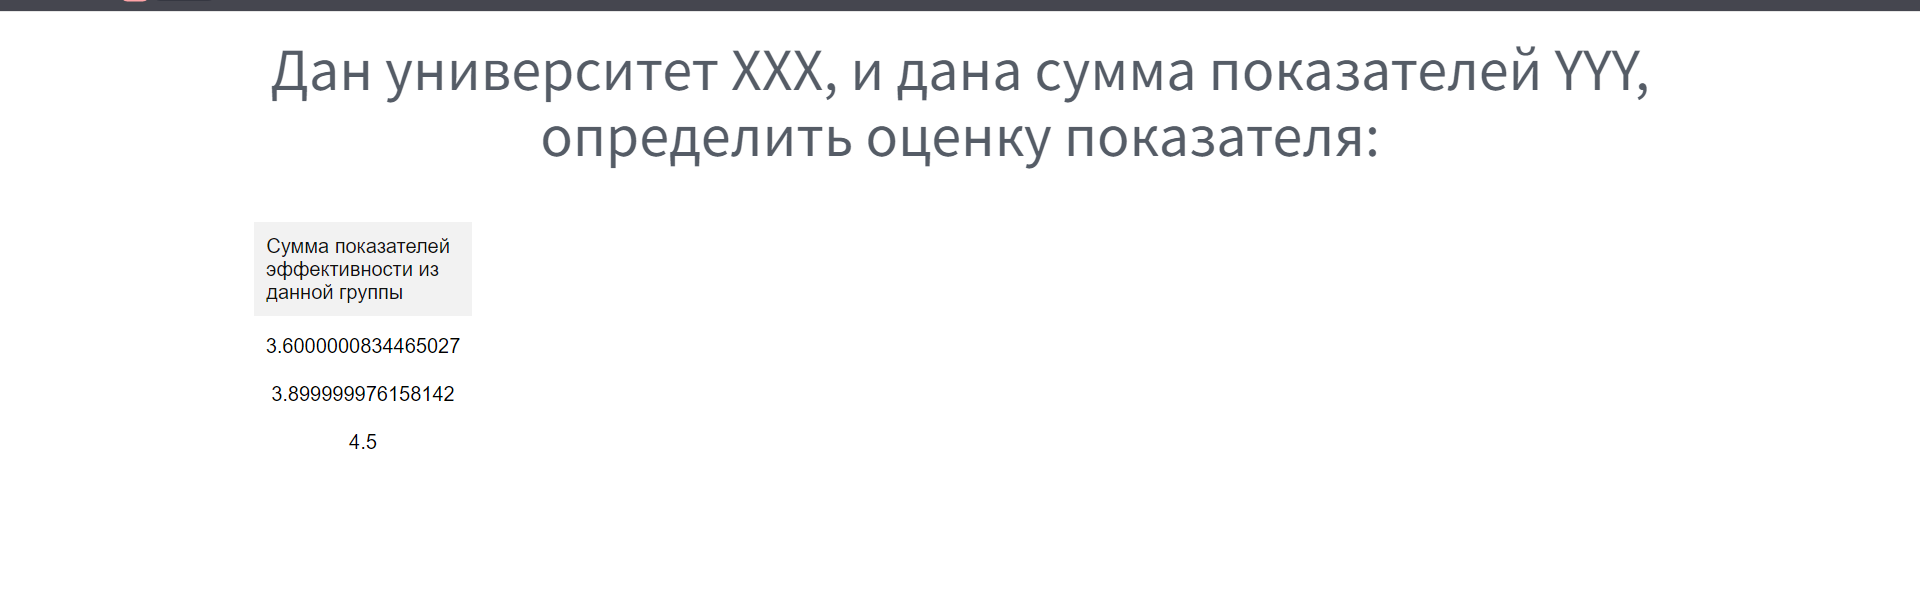 Дан университет XXX, и дана сумма показателей YYY,
определить оценку показателя:
Сумма показателей
эффективности из
данной группы
3.6000000834465027
3.899999976158142
4.5